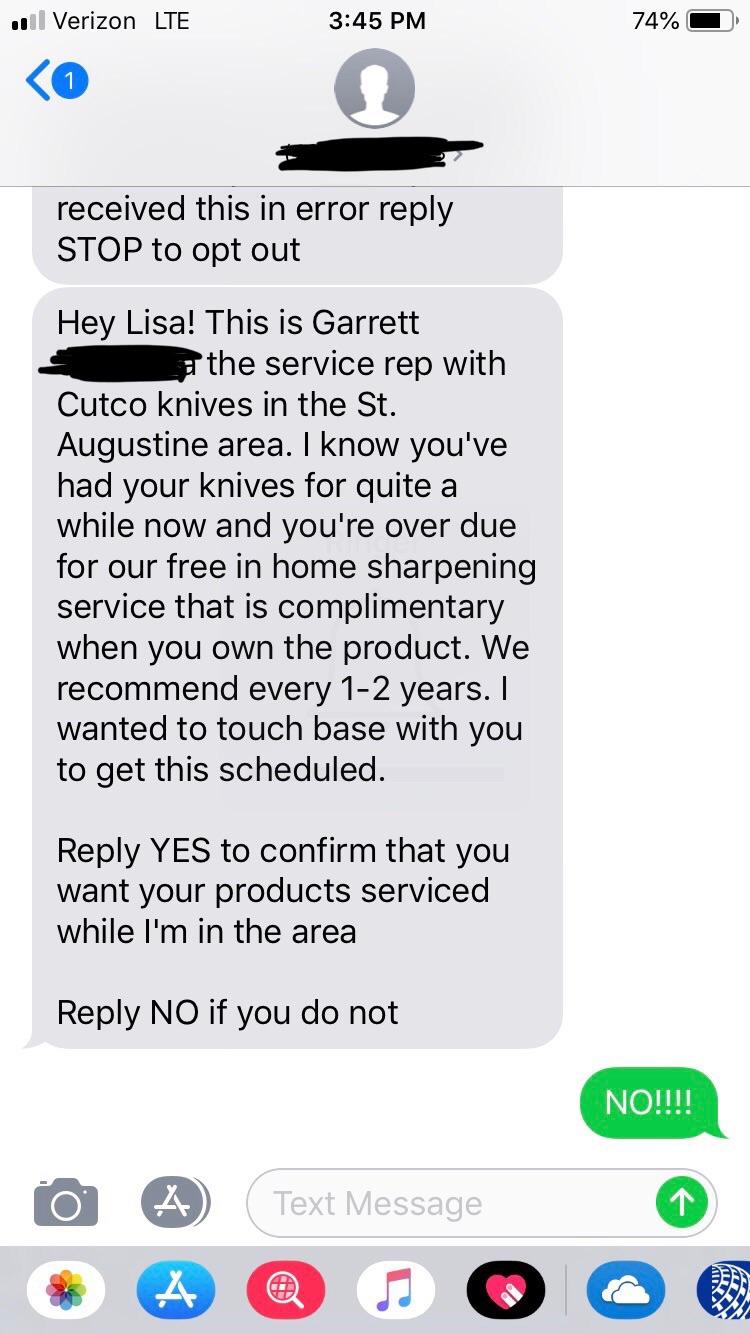 Verizon LTE 3:45 PM 74%
1
received this in error reply
STOP to opt out
Hey Lisa! This is Garrett
the service rep with
Cutco knives in the St.
Augustine area. I know you've
had your knives for quite a
while now and you're over due
for our free in home sharpening
service that is complimentary
when you own the product. We
recommend every 1-2 years. I
wanted to touch base with you
to get this scheduled.
Reply YES to confirm that you
want your products serviced
while I'm in the area
Reply NO if you do not
NO!!!!
Text Message